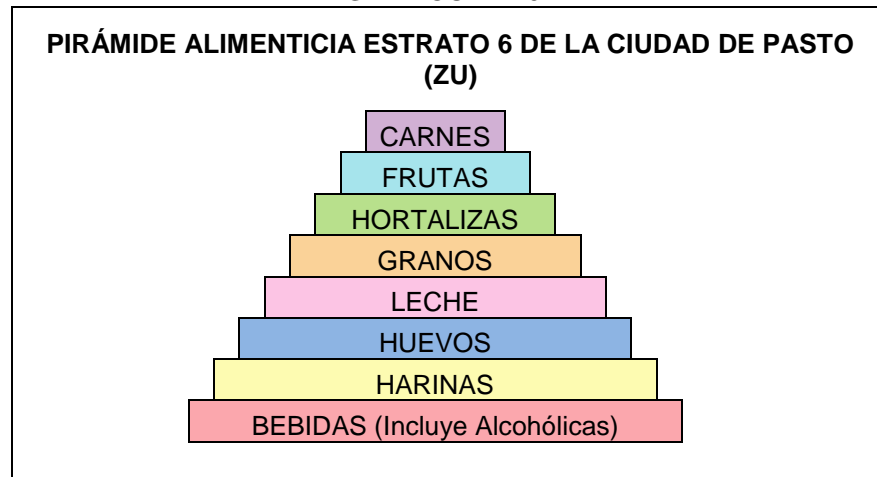 PIRÁMIDE ALIMENTICIA ESTRATO 6 DE LA CIUDAD DE PASTO
(ZU)
CARNES
FRUTAS
HORTALIZAS
GRANOS
LECHE
HUEVOS
HARINAS
BEBIDAS (Incluye Alcohólicas)